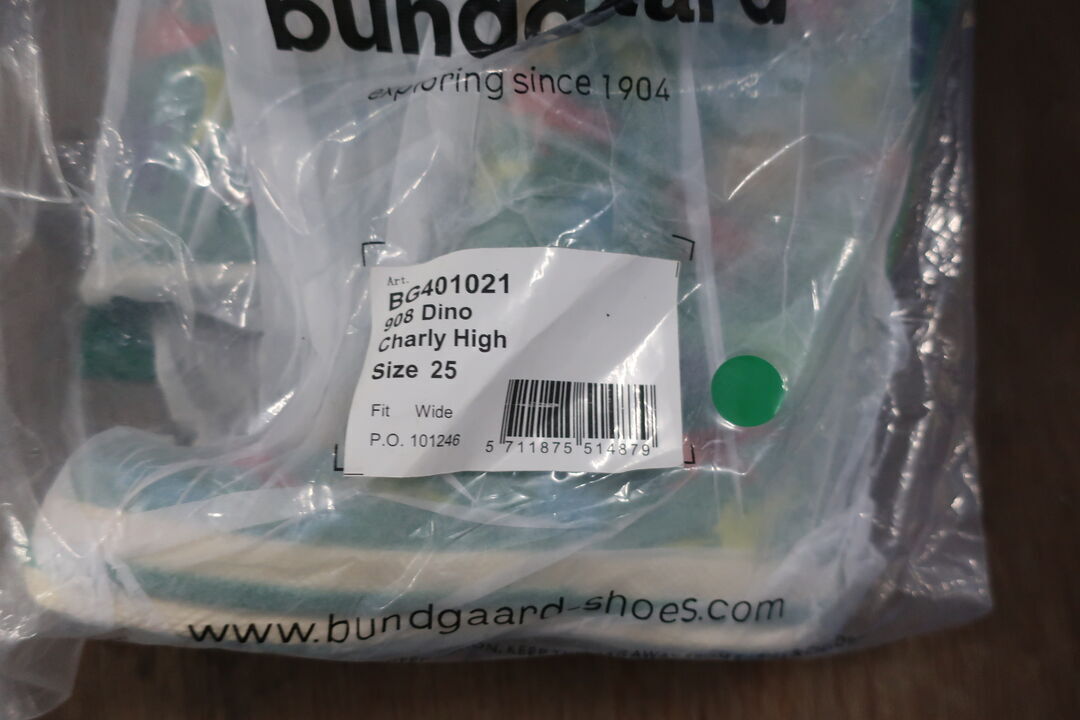 bundgaard
exploring since 1904
Art.
BG401021
908 Dino
Charly High
Size 25
Fit Wide
P.O. 101246
5 711875 514879
www.bundgaard-shoes.com